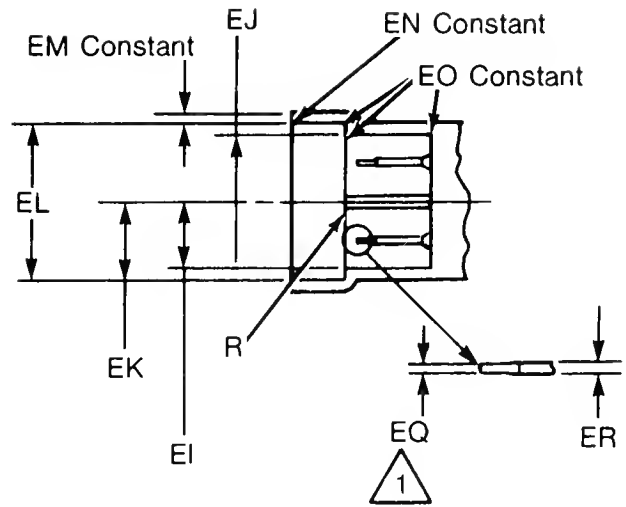 EJ
EN Constant
EM Constant
EO Constant
EL
R
EK
EI
EQ
ER
1